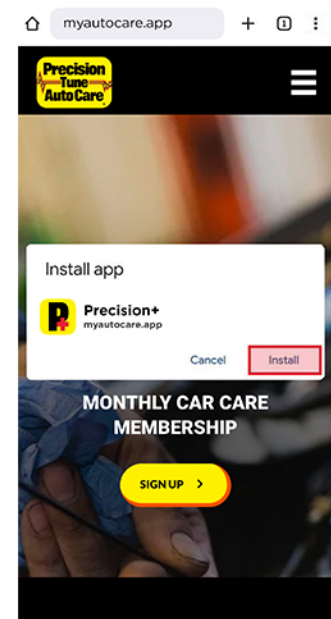 myautocare.app
1
Precision
Tune
Auto Care
Install app
P
Precision+
myautocare.app
Cancel
Install
MONTHLY CAR CARE
MEMBERSHIP
SIGN UP